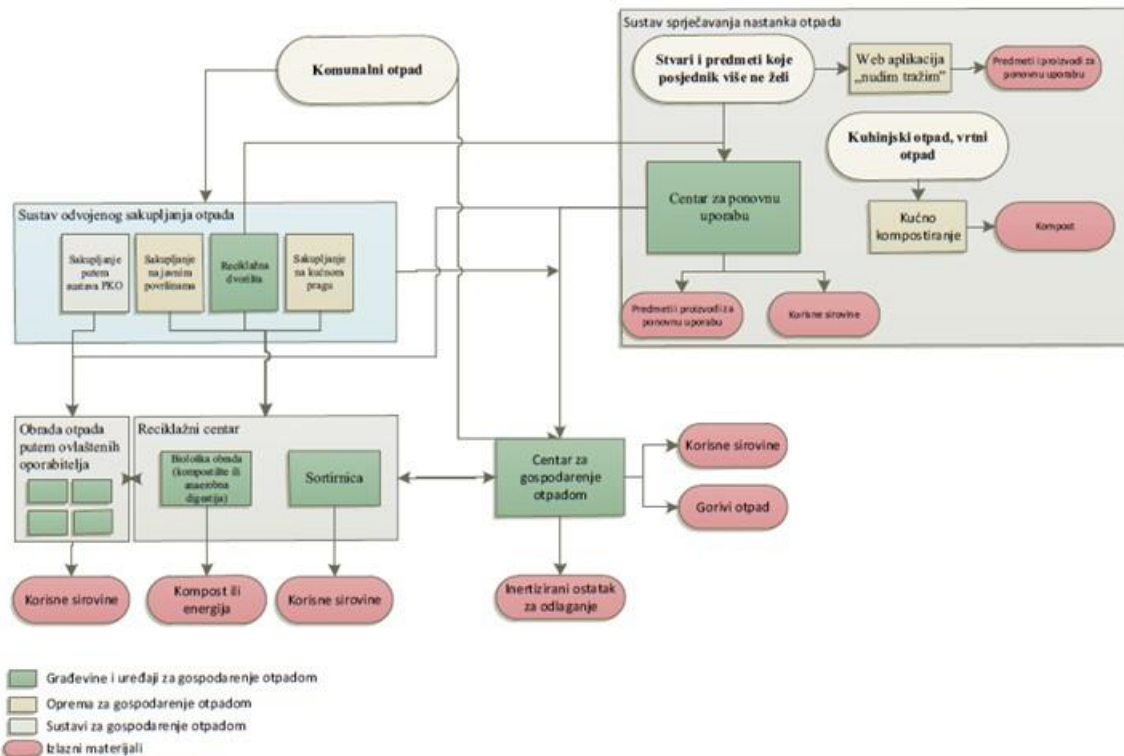 Sustav sprječavanja nastanka otpada
Komunalni otpad
Stvari i predmeti koje
posjednik više ne želi
Web aplikacija
„nudim tražim”
Predmeti i proizvodi za
ponovnu uporabu
Kuhinjski otpad, vrtni
otpad
Centar za ponovnu
uporabu
Kućno
kompostiranje
Kompost
Predmeti i proizvodi za
ponovnu uporabu
Korisne sirovine
Sustav odvojenog sakupljanja otpada
Sakupljanje
putem
sustava PKO
Sakupljanje
na javnim
površinama
Reciklažna
dvorišta
Sakupljanje
na kućnom
pragu
Obrada otpada
putem ovlaštenih
oporabitelja
Reciklažni centar
Biološka obrada
(kompostište ili
anaerobna
digestija)
Sortirnica
Centar za
gospodarenje
otpadom
Korisne sirovine
Gorivi otpad
Korisne sirovine
Kompost ili
energija
Korisne sirovine
Inertizirani ostatak
za odlaganje
Građevine i uređaji za gospodarenje otpadom
Oprema za gospodarenje otpadom
Sustavi za gospodarenje otpadom
Izlazni materijali